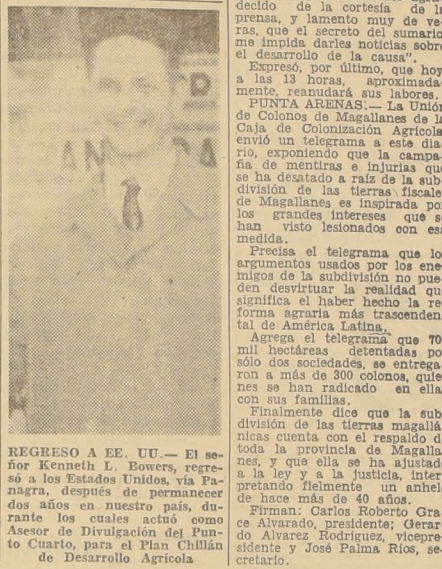 AM
REGRESO A EE. UU.— El se-
ñor Kenneth L. Bowers, regre-
só a los Estados Unidos, vía Pa-
nagra, después de permanecer
dos años en nuestro país, du-
rante los cuales actuó como
Asesor de Divulgación del Pun-
to Cuarto, para el Plan Chillán
de Desarrollo Agrícola
decido de la cortesía de l
prensa, y lamento muy de ve
ras, que el secreto del sumario
me impida darles noticias sobre
el desarrollo de la causa".
Expresó, por último, que hoy
a las 13 horas, aproximada
mente, reanudará sus labores.
PUNTA ARENAS.— La Unión
de Colonos de Magallanes de l
Caja de Colonización Agrícola
envió un telegrama a este dia
rio, exponiendo que la campa
ña de mentiras e injurias que
se ha desatado a raíz de la sub
división de las tierras fiscale
de Magallanes es inspirada po
los grandes intereses que s
han visto lesionados con es
medida.
Precisa el telegrama que lo
argumentos usados por los ene
migos de la subdivisión no pue
den desvirtuar la realidad qu
significa el haber hecho la re
forma agraria más trascenden
tal de América Latina.
Agrega el telegrama que 70
mil hectáreas detentadas po
sólo dos sociedades, se entrega
ron a más de 300 colonos, quie
nes se han radicado en ella
con sus familias.
Finalmente dice que la sub
división de las tierras magallá
nicas cuenta con el respaldo d
toda la provincia de Magalla
nes, y que ella se ha ajustado
a la ley y a la justicia, inter
pretando fielmente un anhel
de hace más de 40 años.
Firman: Carlos Roberto Gra
ce Alvarado, presidente; Gerar
do Alvarez Rodríguez, vicepre
sidente y José Palma Ríos, se
cretario.